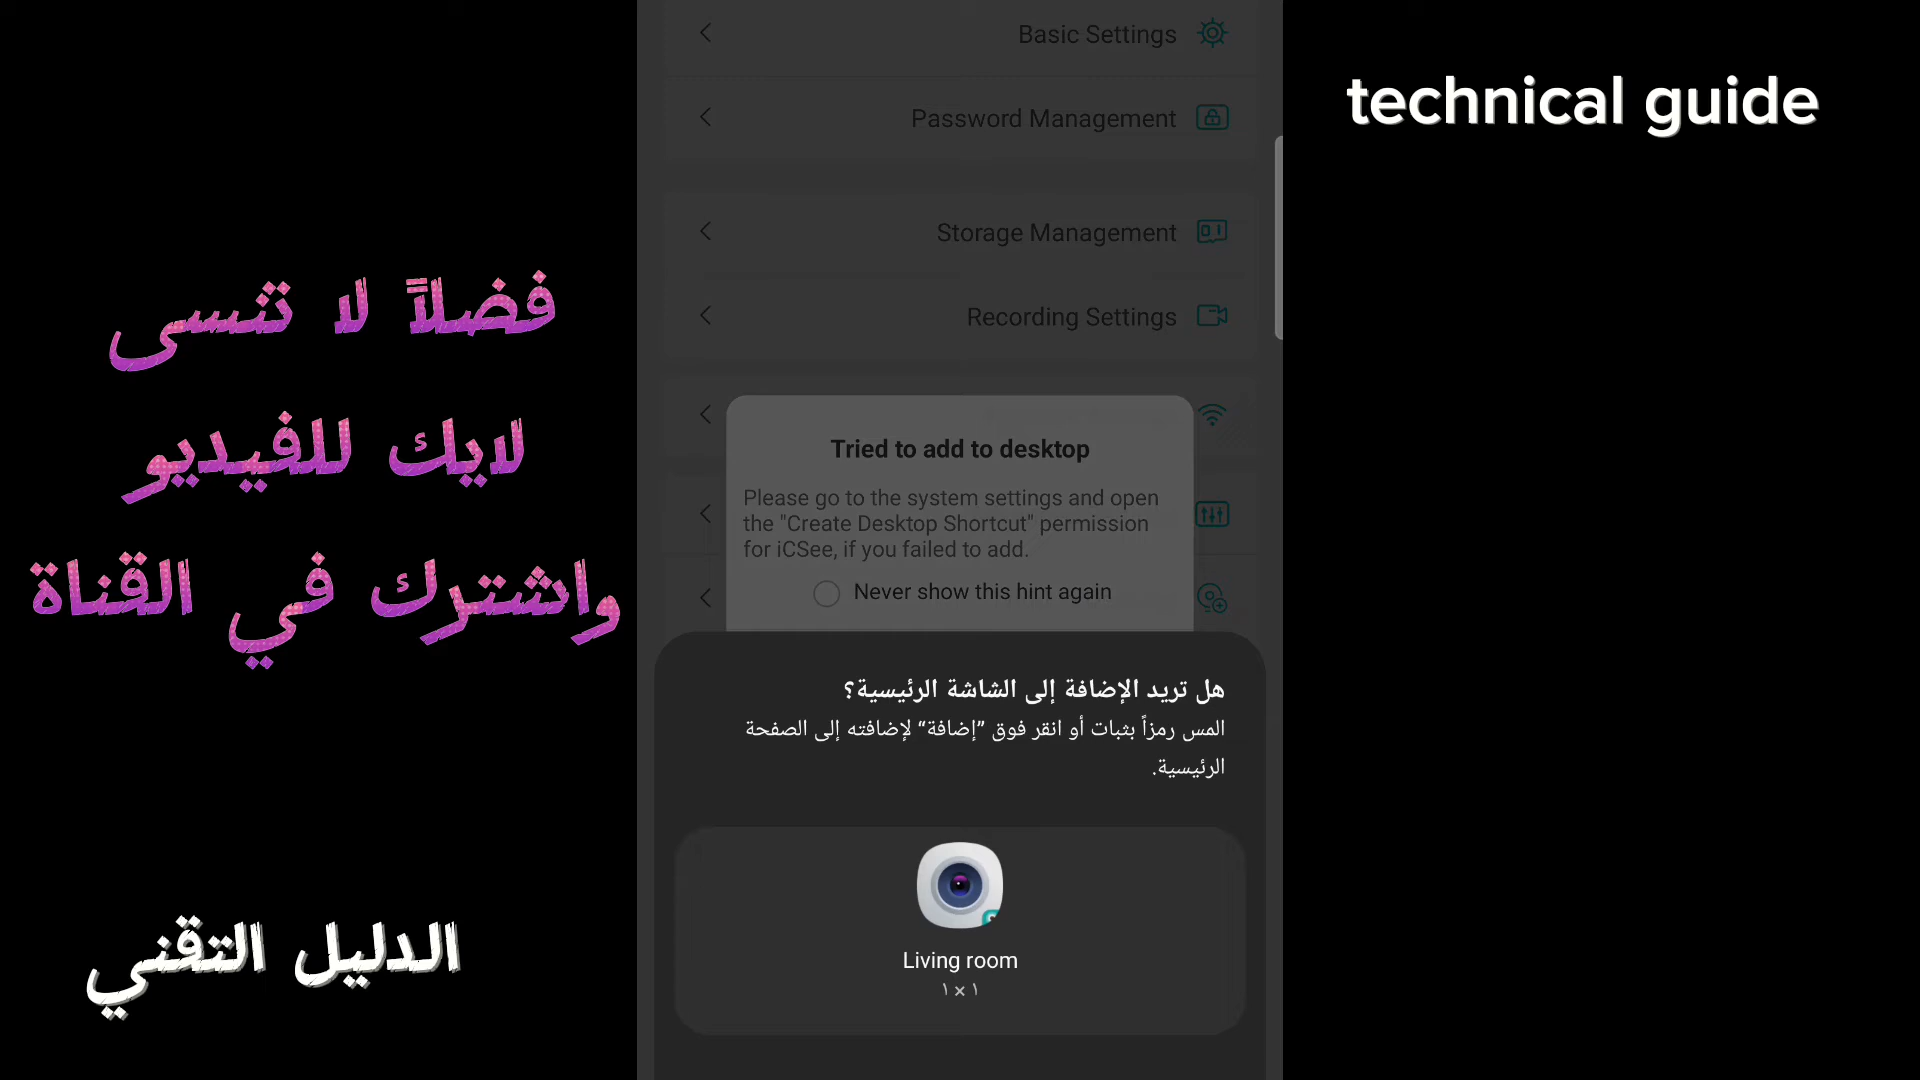 technical guide
فضلاً لا تنسى
لايك للفيديو
واشترك في القناة
الدليل التقني
Basic Settings
Password Management
Storage Management
Recording Settings
Tried to add to desktop
Please go to the system settings and open
the "Create Desktop Shortcut" permission
for iCSee, if you failed to add.
Never show this hint again
هل تريد الإضافة إلى الشاشة الرئيسية؟
المس رمزاً بثبات أو انقر فوق ”إضافة“ لإضافته إلى الصفحة
الرئيسية.
Living room
١ × ١